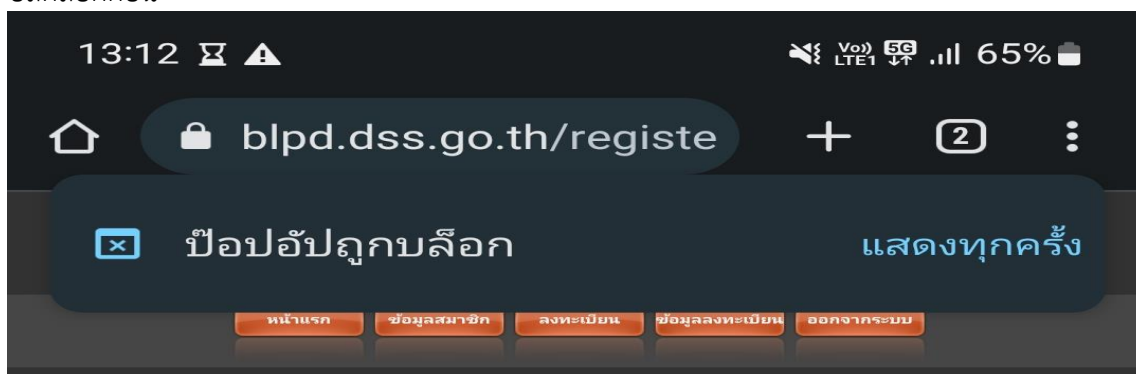 13:12 Vo)) LTE1 5G 65%
blpd.dss.go.th/registe 2
ป๊อปอัปถูกบล็อก แสดงทุกครั้ง
หน้าแรก ข้อมูลสมาชิก ลงทะเบียน ข้อมูลลงทะเบียน ออกจากระบบ